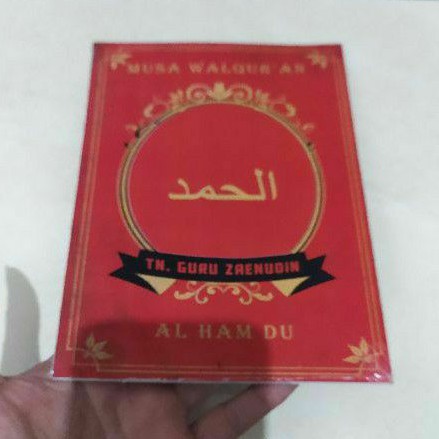 MUSA WALQUR'AN
الحمد
TN. GURU ZAENUDIN
AL HAM DU